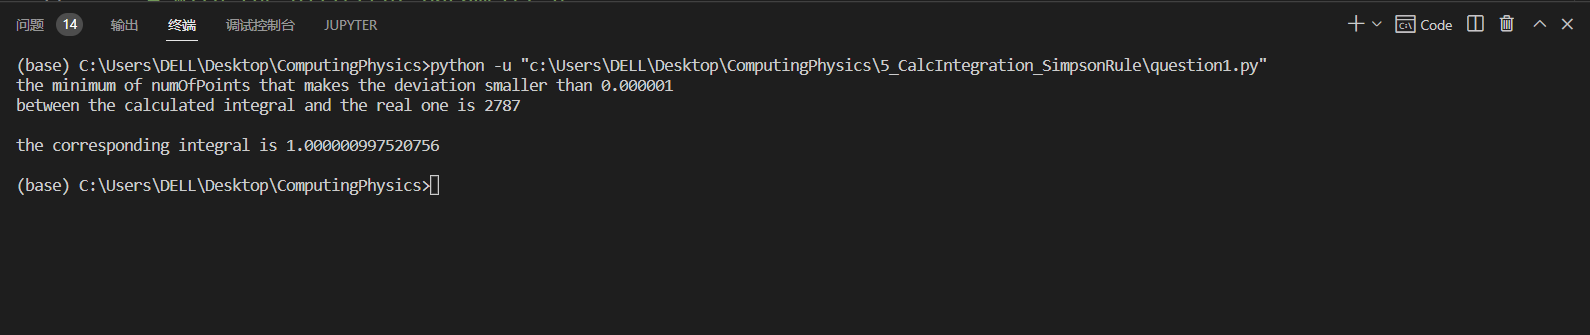 问题 14 输出 终端 调试控制台 JUPYTER Code
(base) C:\Users\DELL\Desktop\ComputingPhysics>python -u "c:\Users\DELL\Desktop\ComputingPhysics\5_CalcIntegration_SimpsonRule\question1.py"
the minimum of numOfPoints that makes the deviation smaller than 0.000001
between the calculated integral and the real one is 2787
the corresponding integral is 1.000000997520756
(base) C:\Users\DELL\Desktop\ComputingPhysics>